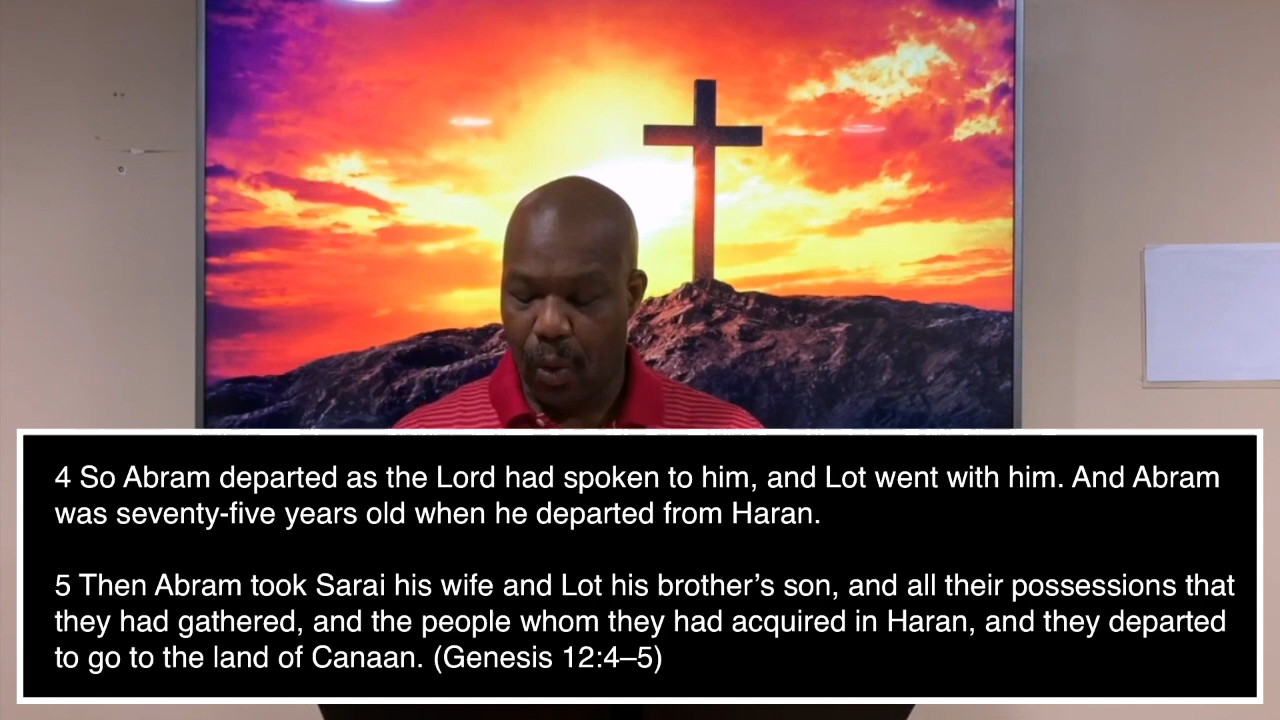 4 So Abram departed as the Lord had spoken to him, and Lot went with him. And Abram
was seventy-five years old when he departed from Haran.
5 Then Abram took Sarai his wife and Lot his brother’s son, and all their possessions that
they had gathered, and the people whom they had acquired in Haran, and they departed
to go to the land of Canaan. (Genesis 12:4–5)